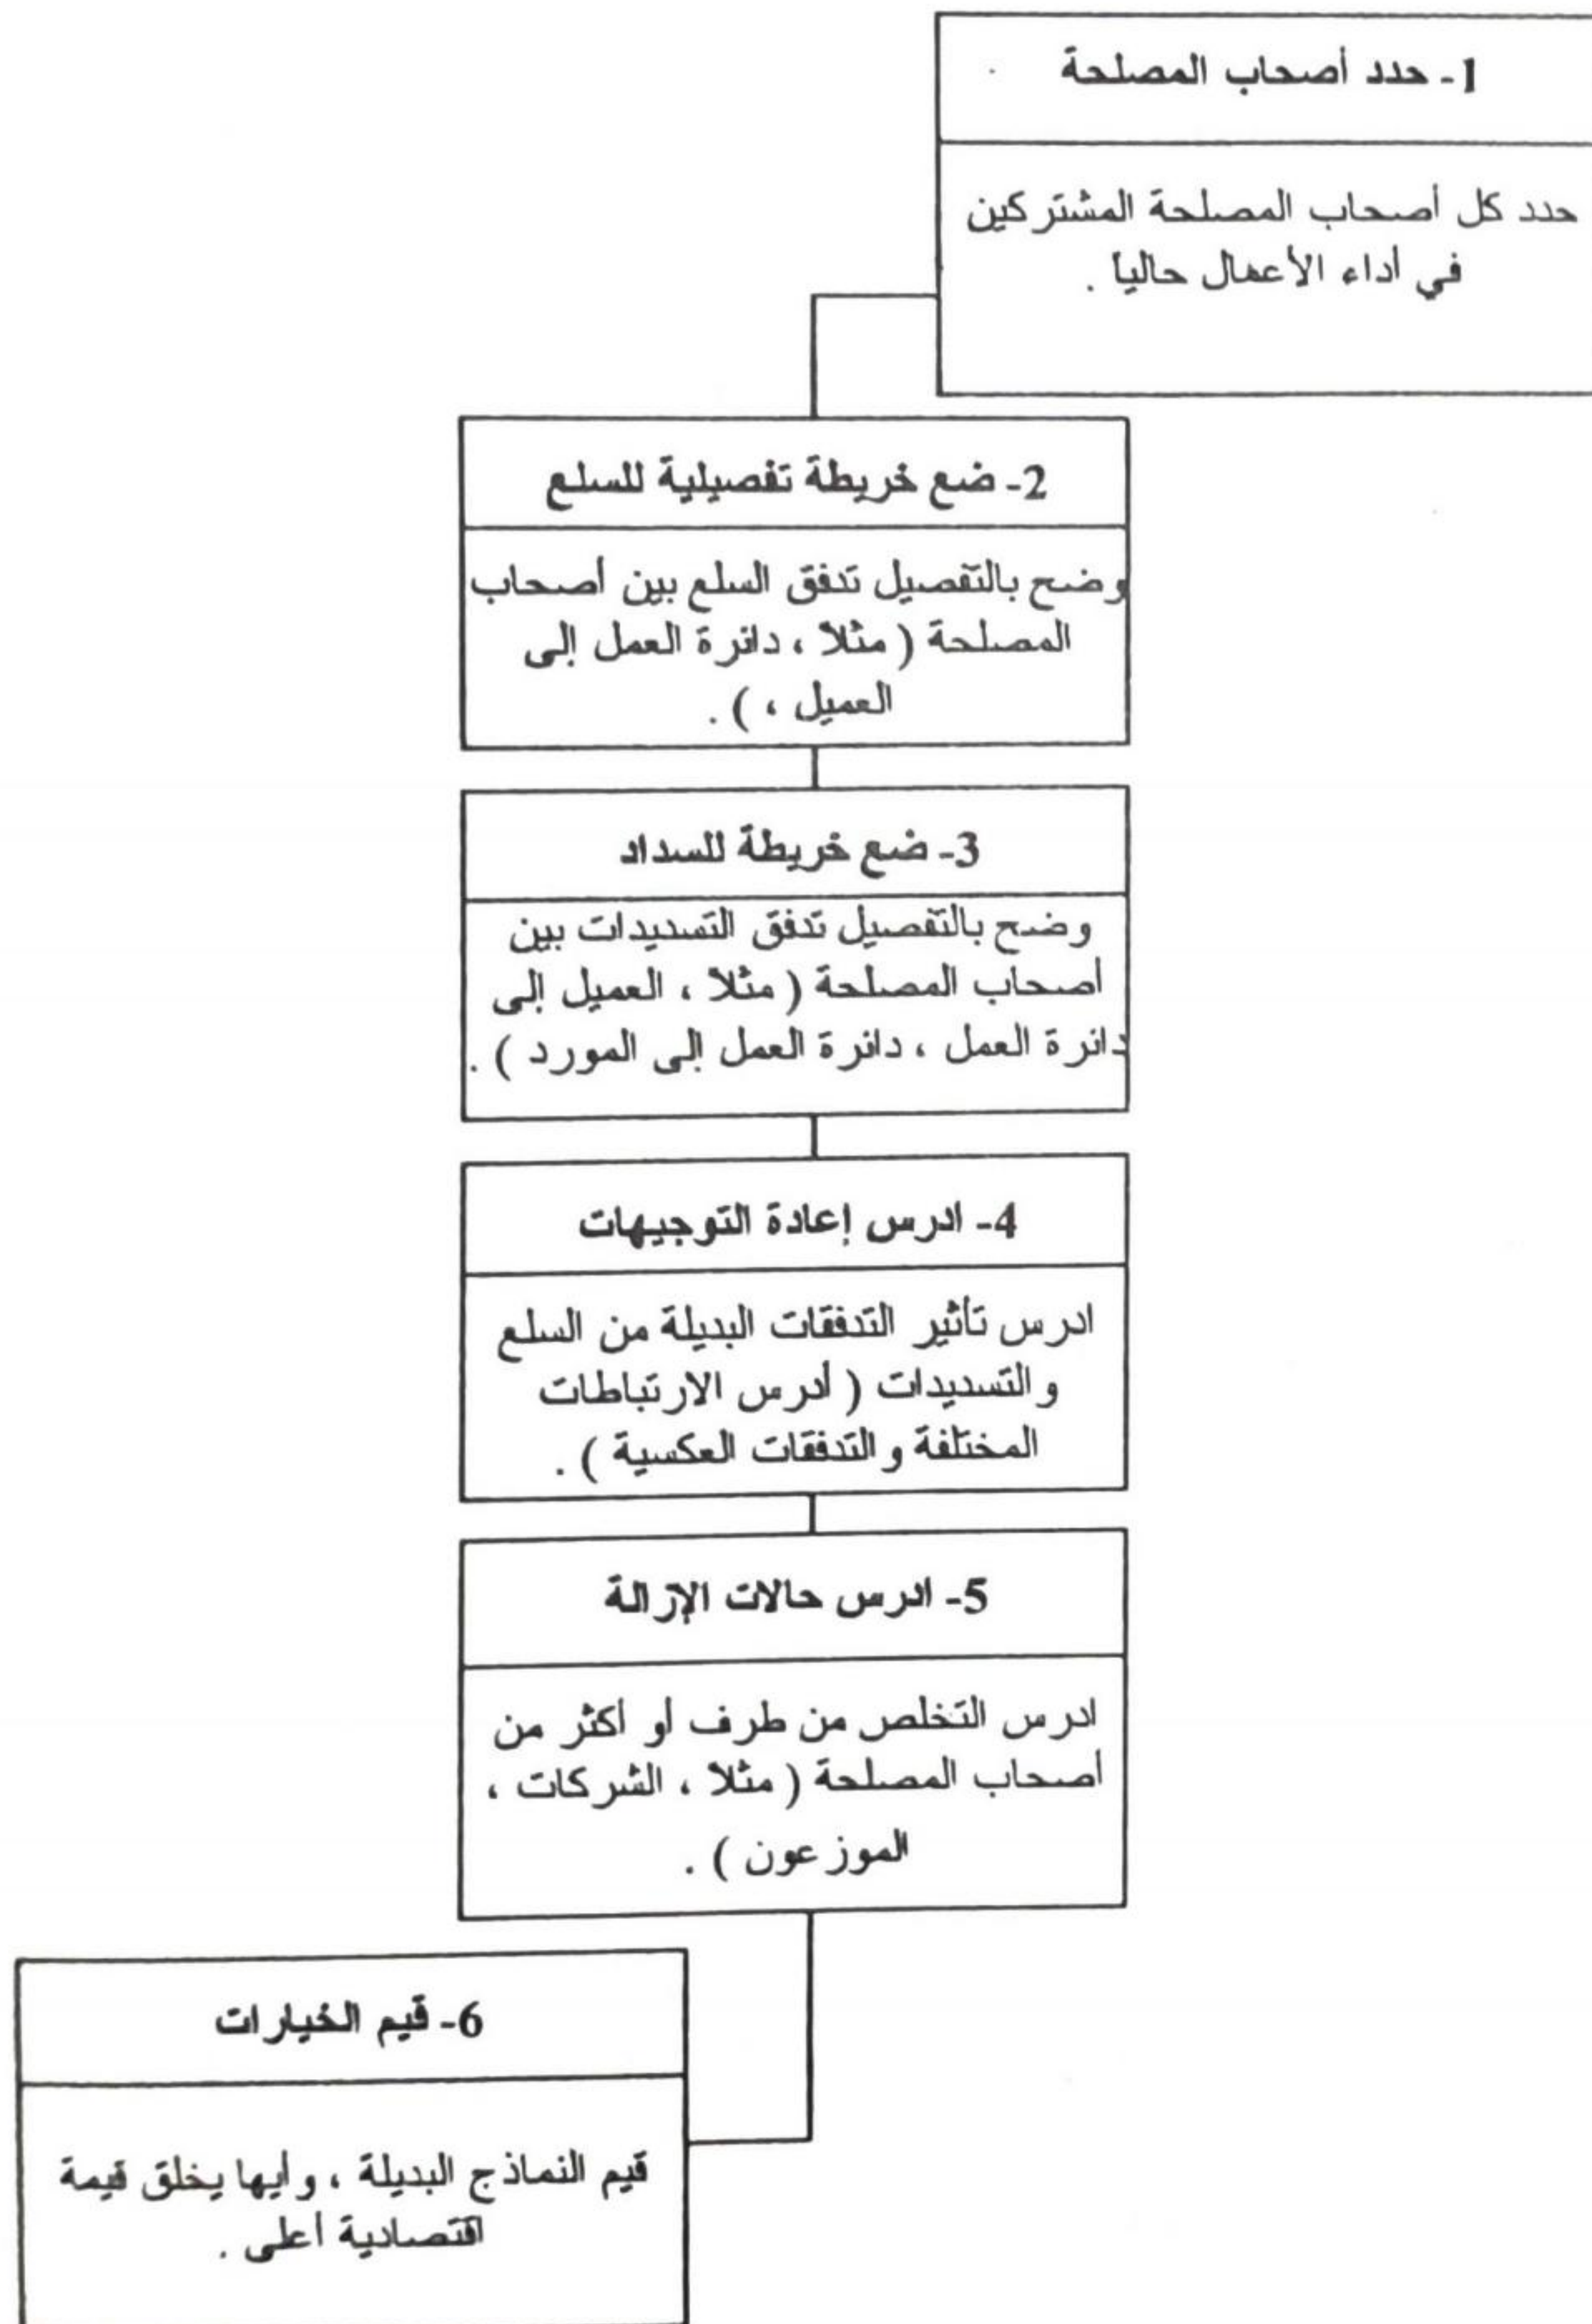 1- حدد أصحاب المصلحة
حدد كل أصحاب المصلحة المشتركين
في أداء الأعمال حالياً .
2- ضع خريطة تفصيلية للسلع
وضح بالتفصيل تدفق السلع بين أصحاب
المصلحة ( مثلاً ، دائرة العمل إلى
العميل ، ) .
3- ضع خريطة للسداد
وضح بالتفصيل تدفق التسديدات بين
أصحاب المصلحة ( مثلاً ، العميل إلى
دائرة العمل ، دائرة العمل إلى المورد ) .
4- ادرس إعادة التوجيهات
ادرس تأثير التدفقات البديلة من السلع
والتسديدات ( أدرس الارتباطات
المختلفة والتدفقات العكسية ) .
5- ادرس حالات الإزالة
ادرس التخلص من طرف أو أكثر من
أصحاب المصلحة ( مثلاً ، الشركات ،
الموزعون ) .
6- قيم الخيارات
قيم النماذج البديلة ، وأيها يخلق قيمة
اقتصادية أعلى .